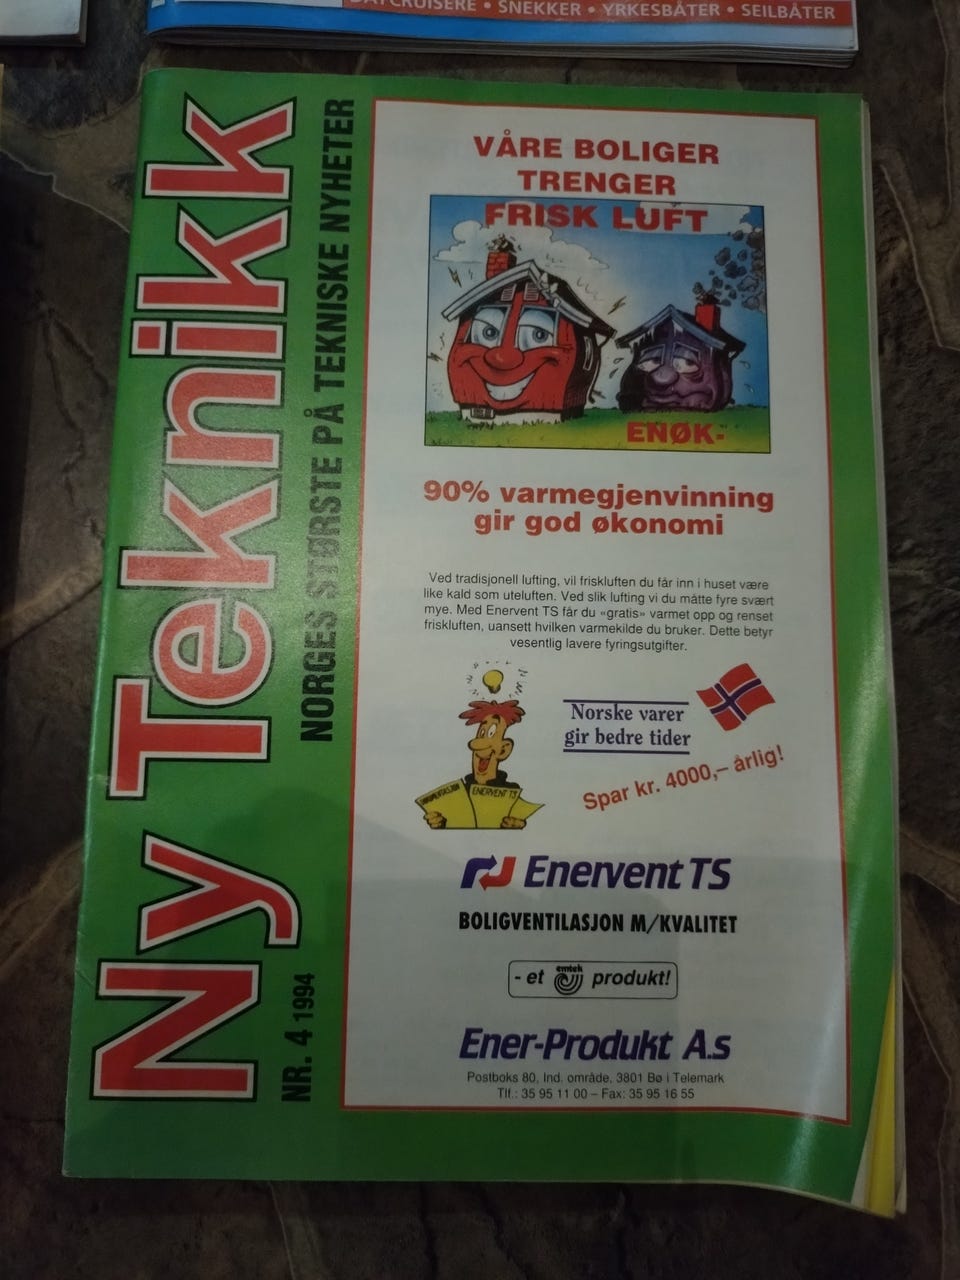 DAYCRUISERE • SNEKKER • YRKESBÅTER • SEILBÅTER
Ny Teknikk
NORGES STØRSTE PÅ TEKNISKE NYHETER
NR. 4 1994
VÅRE BOLIGER
TRENGER
FRISK LUFT
ENØK-
90% varmegjenvinning
gir god økonomi
Ved tradisjonell lufting, vil friskluften du får inn i huset være
like kald som uteluften. Ved slik lufting vi du måtte fyre svært
mye. Med Enervent TS får du «gratis» varmet opp og renset
friskluften, uansett hvilken varmekilde du bruker. Dette betyr
vesentlig lavere fyringsutgifter.
Norske varer
gir bedre tider
Spar kr. 4000,– årlig!
DOKUMENTASJON
ENERVENT TS
Enervent TS
BOLIGVENTILASJON M/KVALITET
- et emtek produkt!
Ener-Produkt A.s
Postboks 80, Ind. område, 3801 Bø i Telemark
Tlf.: 35 95 11 00 – Fax: 35 95 16 55